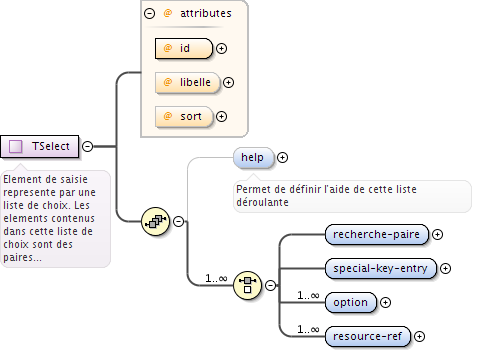 @ attributes
@ id
@ libelle
@ sort
TSelect
Element de saisie
represente par une
liste de choix. Les
elements contenus
dans cette liste de
choix sont des
paires...
help
Permet de définir l'aide de cette liste
déroulante
1..∞
recherche-paire
special-key-entry
1..∞
option
1..∞
resource-ref